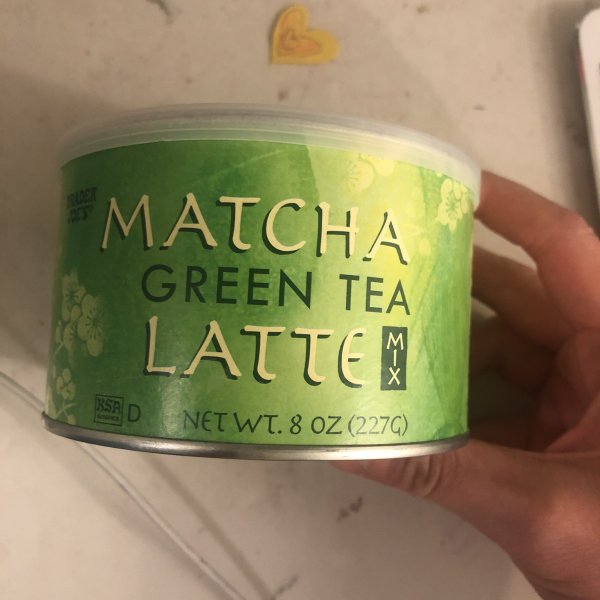 TRADER
JOE'S
MATCHA
GREEN TEA
LATTE
MIX
KSA
D
NET WT. 8 OZ (227G)